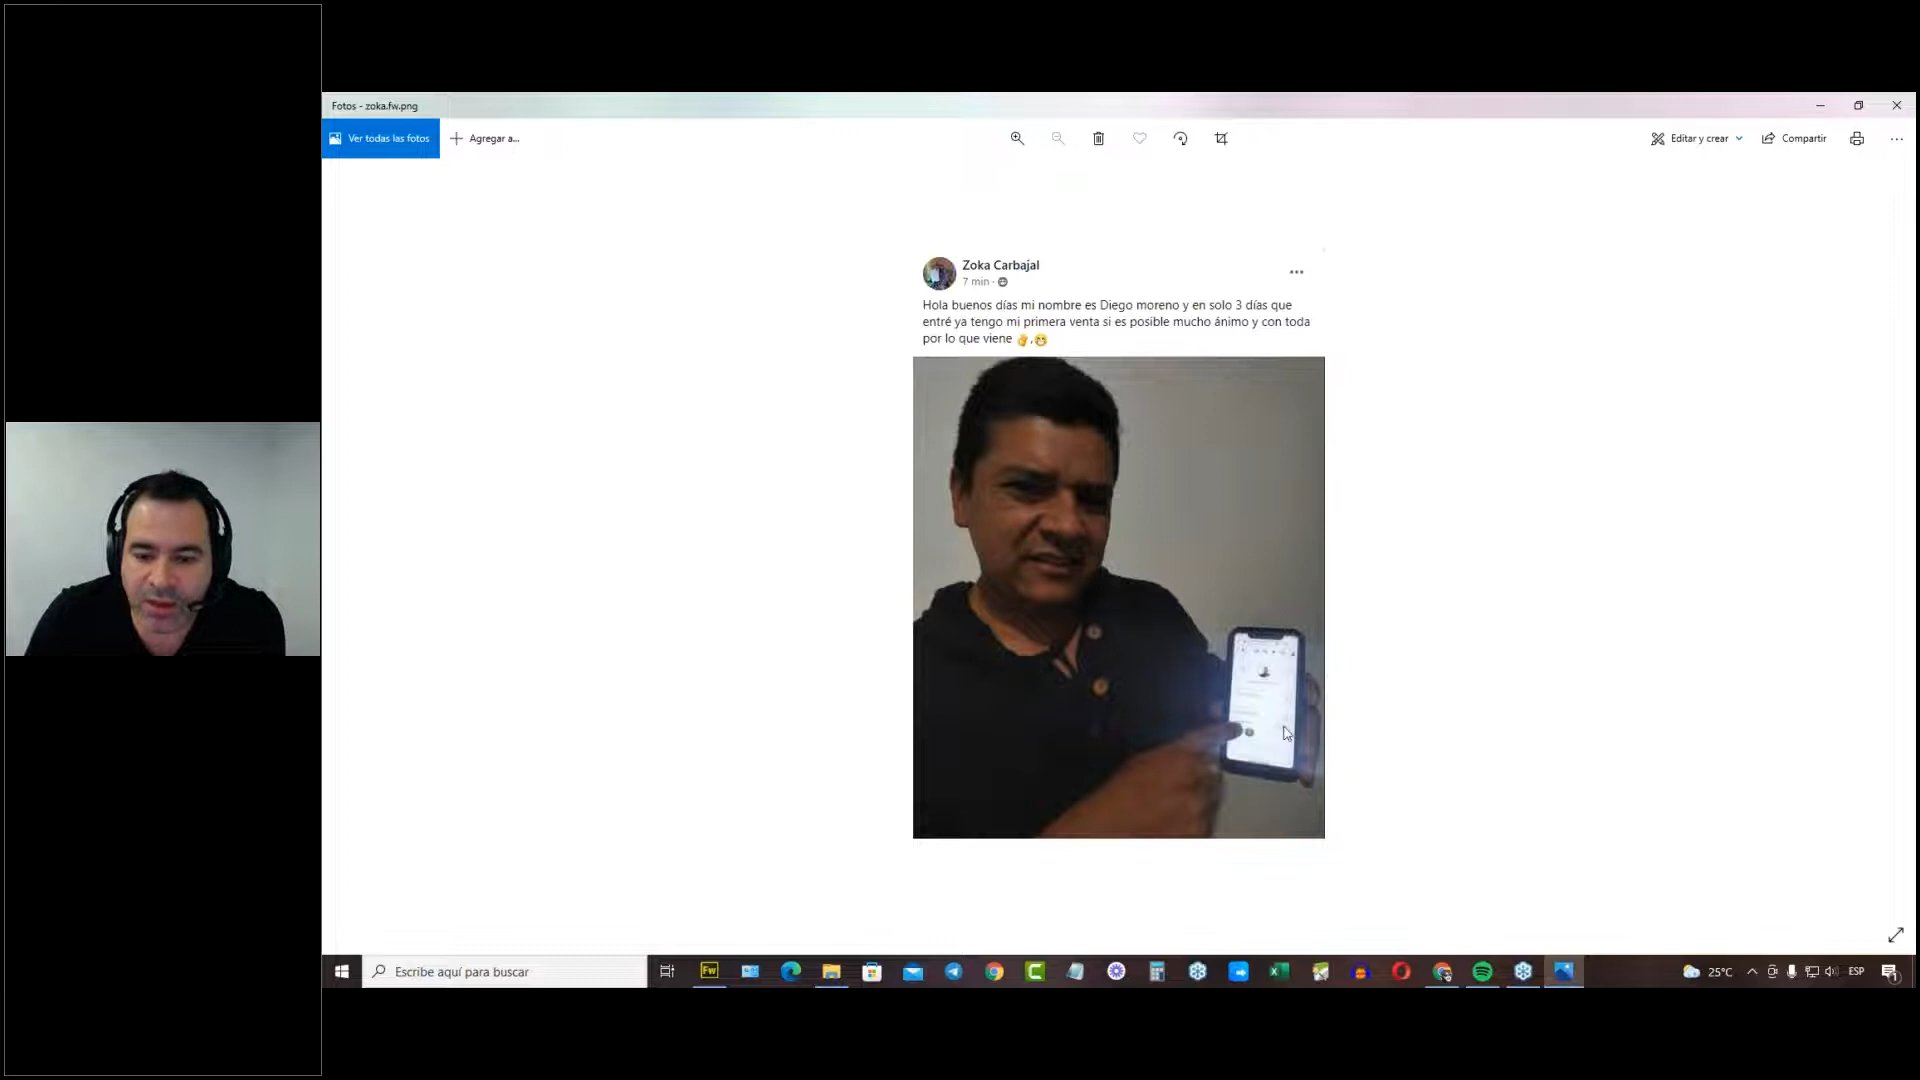 Fotos - zoka.fw.png
Ver todas las fotos
Agregar a...
Editar y crear
Compartir
Zoka Carbajal
7 min ·
Hola buenos días mi nombre es Diego moreno y en solo 3 días que
entré ya tengo mi primera venta si es posible mucho ánimo y con toda
por lo que viene
Fw
Escribe aquí para buscar
25°C
ESP
1